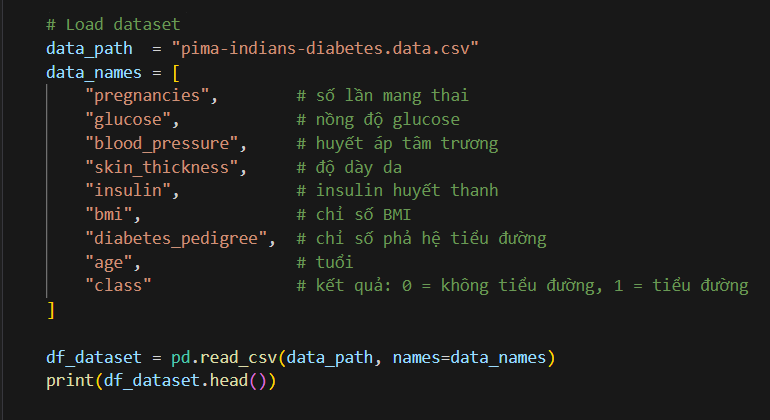 # Load dataset
data_path  = "pima-indians-diabetes.data.csv"
data_names = [
    "pregnancies",        # số lần mang thai
    "glucose",            # nồng độ glucose
    "blood_pressure",     # huyết áp tâm trương
    "skin_thickness",     # độ dày da
    "insulin",            # insulin huyết thanh
    "bmi",                # chỉ số BMI
    "diabetes_pedigree",  # chỉ số phả hệ tiểu đường
    "age",                # tuổi
    "class"               # kết quả: 0 = không tiểu đường, 1 = tiểu đường
]
df_dataset = pd.read_csv(data_path, names=data_names)
print(df_dataset.head())